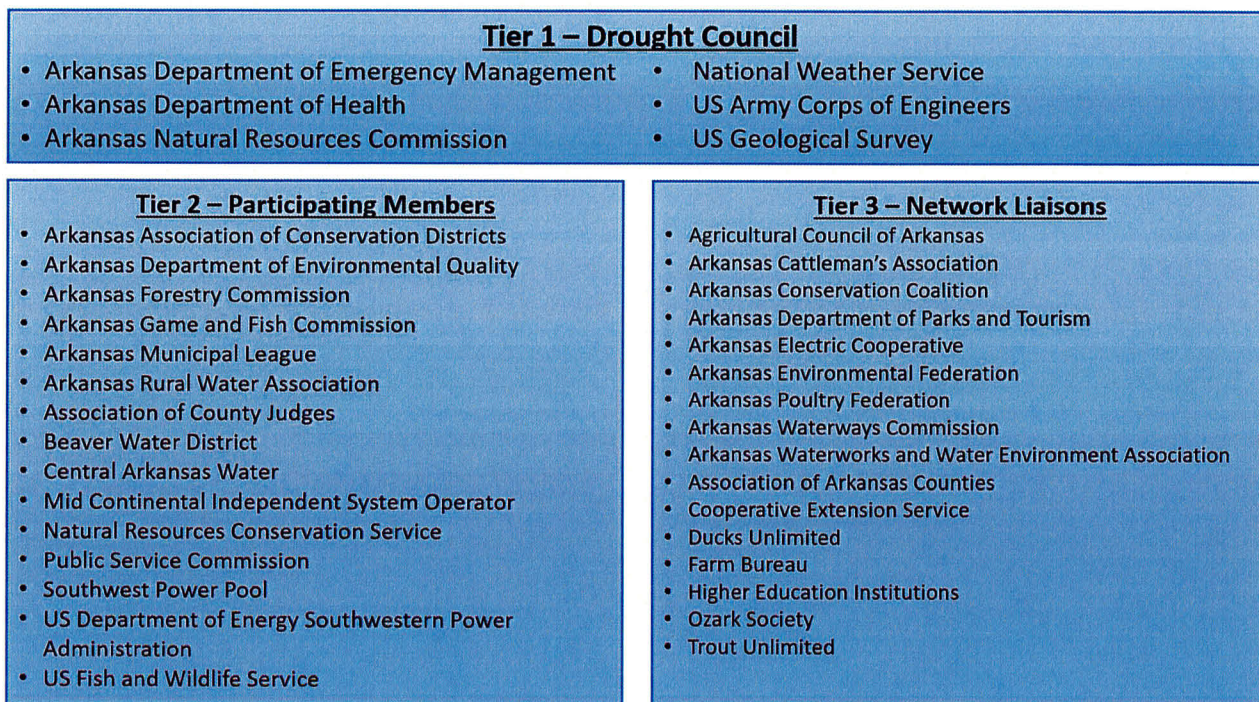 Tier 1 – Drought Council
• Arkansas Department of Emergency Management
• Arkansas Department of Health
• Arkansas Natural Resources Commission
• National Weather Service
• US Army Corps of Engineers
• US Geological Survey
Tier 2 – Participating Members
• Arkansas Association of Conservation Districts
• Arkansas Department of Environmental Quality
• Arkansas Forestry Commission
• Arkansas Game and Fish Commission
• Arkansas Municipal League
• Arkansas Rural Water Association
• Association of County Judges
• Beaver Water District
• Central Arkansas Water
• Mid Continental Independent System Operator
• Natural Resources Conservation Service
• Public Service Commission
• Southwest Power Pool
• US Department of Energy Southwestern Power
Administration
• US Fish and Wildlife Service
Tier 3 – Network Liaisons
• Agricultural Council of Arkansas
• Arkansas Cattleman's Association
• Arkansas Conservation Coalition
• Arkansas Department of Parks and Tourism
• Arkansas Electric Cooperative
• Arkansas Environmental Federation
• Arkansas Poultry Federation
• Arkansas Waterways Commission
• Arkansas Waterworks and Water Environment Association
• Association of Arkansas Counties
• Cooperative Extension Service
• Ducks Unlimited
• Farm Bureau
• Higher Education Institutions
• Ozark Society
• Trout Unlimited